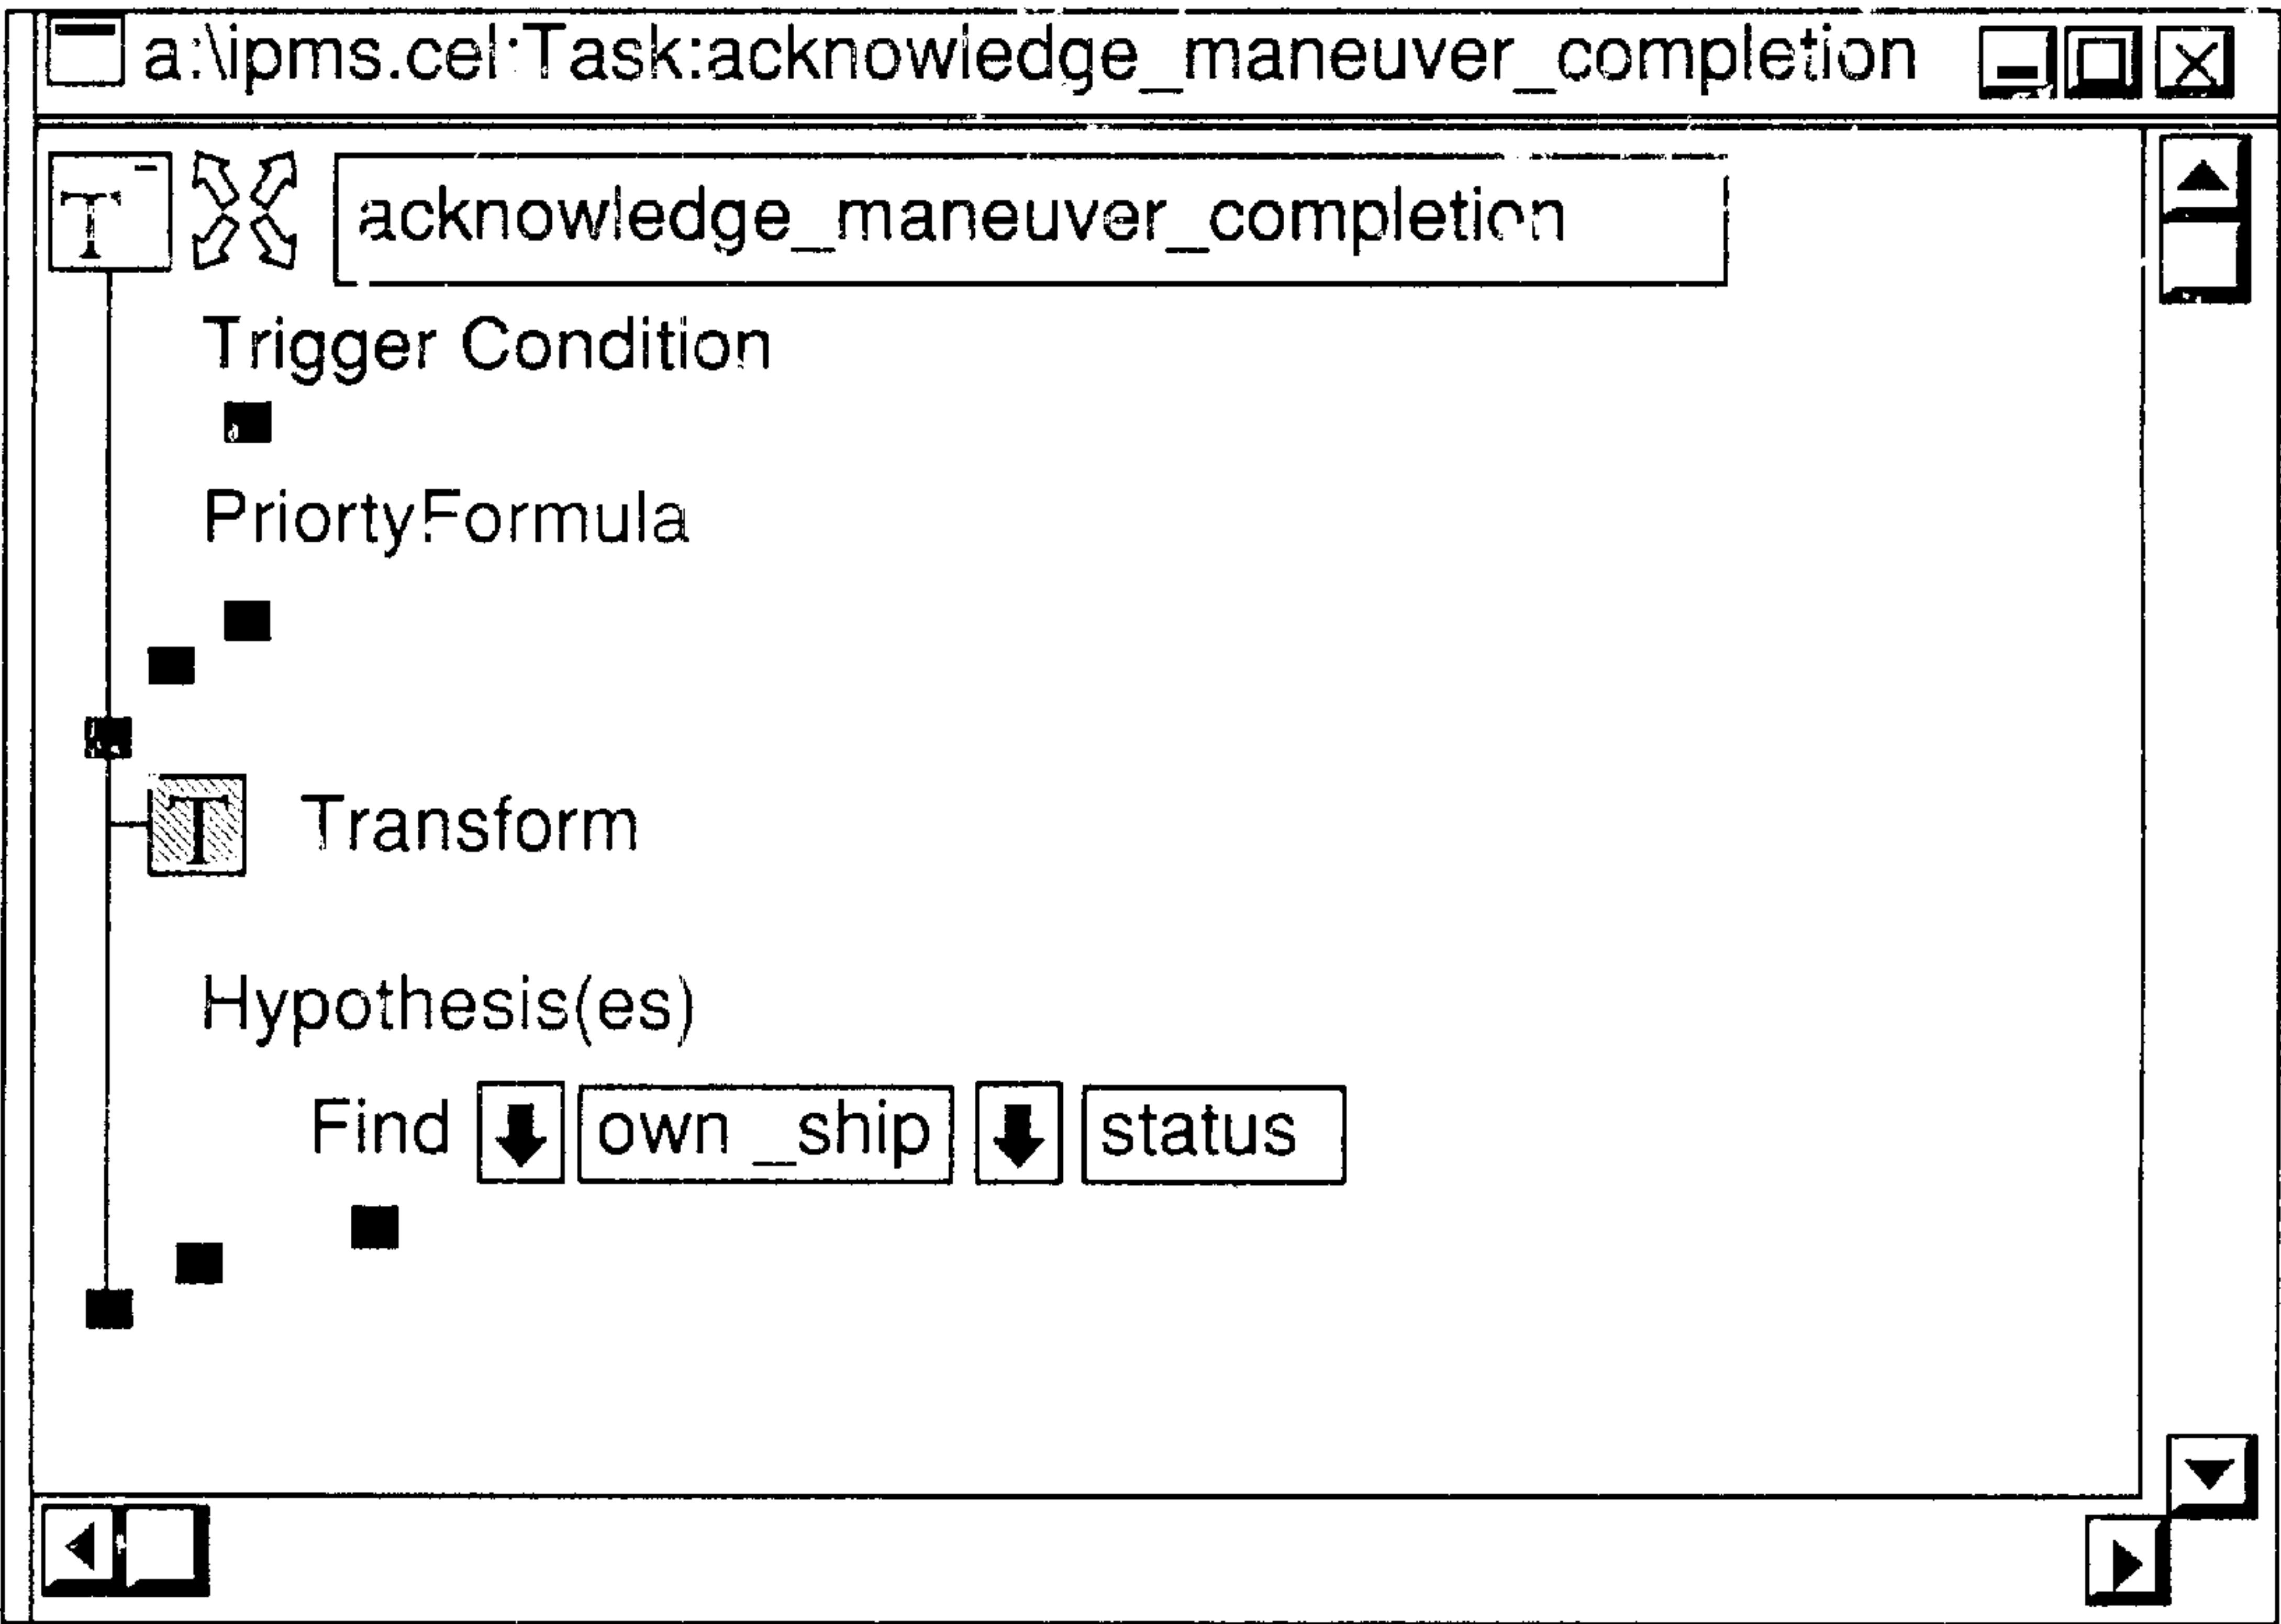 a:\ipms.cel:Task:acknowledge_maneuver_completion
T acknowledge_maneuver_completion
Trigger Condition
PriortyFormula
T Transform
Hypothesis(es)
Find own _ship status